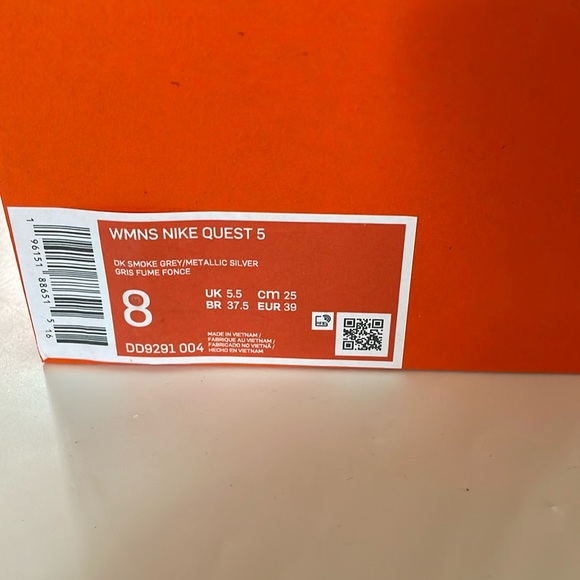 WMNS NIKE QUEST 5
DK SMOKE GREY/METALLIC SILVER
GRIS FUME FONCE
8
UK 5.5 cm 25
BR 37.5 EUR 39
DD9291 004
MADE IN VIETNAM /
FABRIQUE AU VIETNAM /
FABRICADO NO VIETNÃ /
HECHO EN VIETNAM
1 96151 88651 5 16